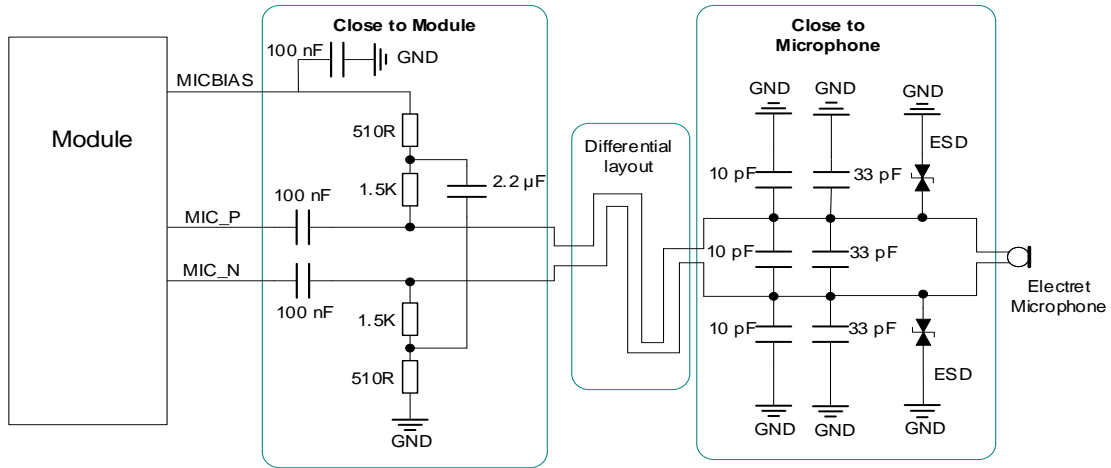 Close to Module
Close to
Microphone
100 nF
GND
MICBIAS
Module
510R
GND
GND
GND
ESD
Differential
layout
10 pF
33 pF
2.2 µF
1.5K
100 nF
MIC_P
10 pF
33 pF
MIC_N
100 nF
Electret
Microphone
1.5K
10 pF
33 pF
510R
ESD
GND
GND
GND
GND